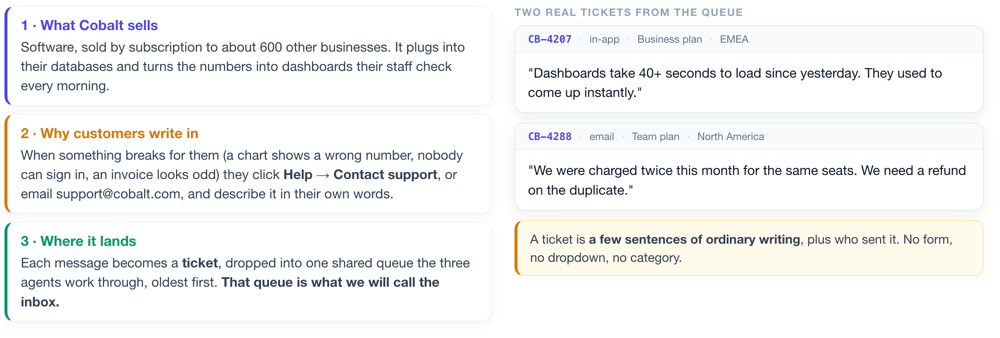 1 · What Cobalt sells
Software, sold by subscription to about 600 other businesses. It plugs into
their databases and turns the numbers into dashboards their staff check
every morning.
2 · Why customers write in
When something breaks for them (a chart shows a wrong number, nobody
can sign in, an invoice looks odd) they click Help → Contact support, or
email support@cobalt.com, and describe it in their own words.
3 · Where it lands
Each message becomes a ticket, dropped into one shared queue the three
agents work through, oldest first. That queue is what we will call the
inbox.
TWO REAL TICKETS FROM THE QUEUE
CB-4207 · in-app · Business plan · EMEA
"Dashboards take 40+ seconds to load since yesterday. They used to
come up instantly."
CB-4288 · email · Team plan · North America
"We were charged twice this month for the same seats. We need a refund
on the duplicate."
A ticket is a few sentences of ordinary writing, plus who sent it. No form,
no dropdown, no category.